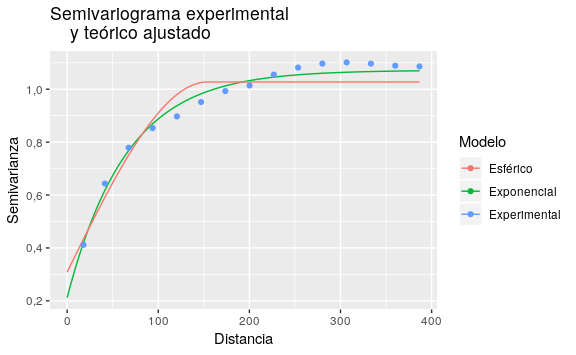 Semivariograma experimental
y teórico ajustado
Semivarianza
1,0
0,8
0,6
0,4
0,2
0
100
200
300
400
Distancia
Modelo
Esférico
Exponencial
Experimental